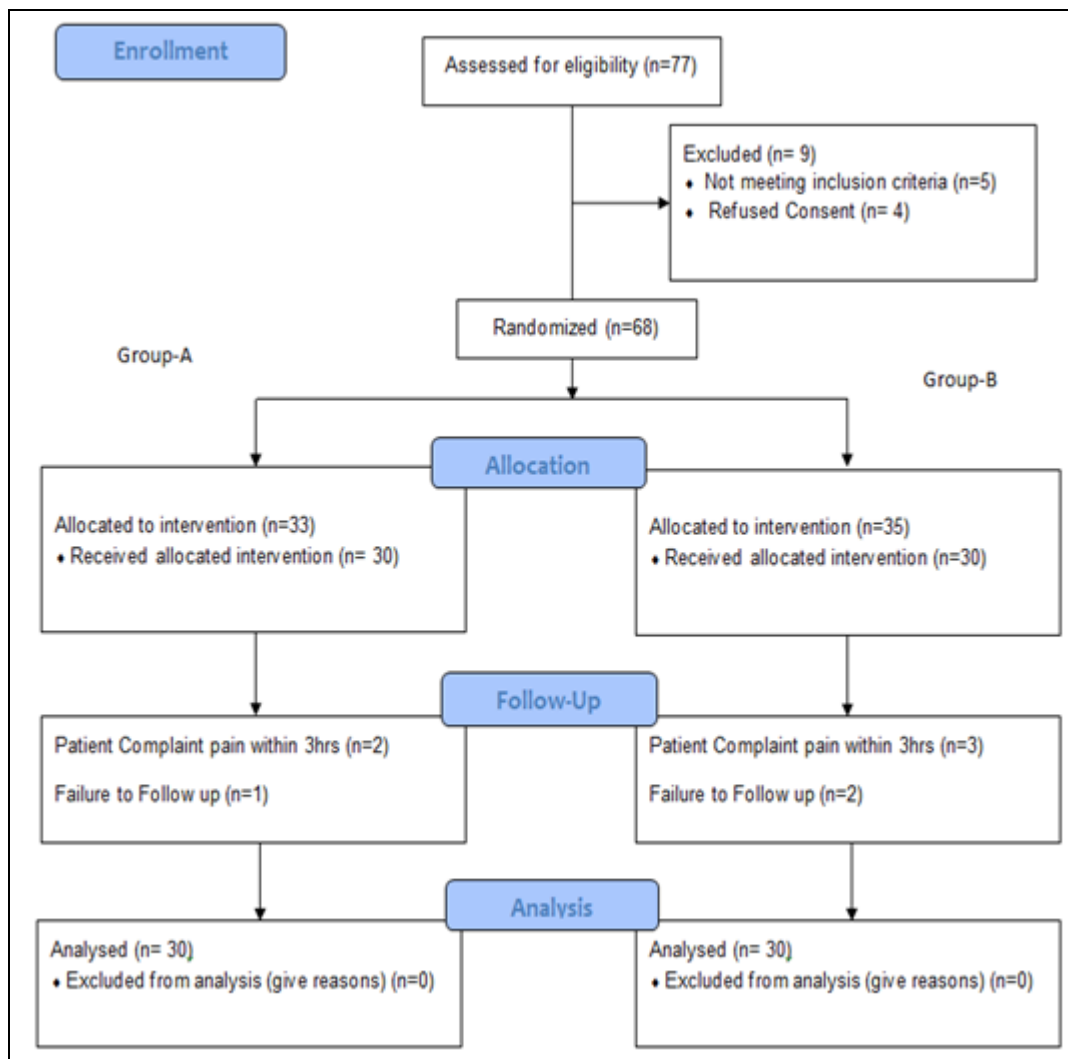 Enrollment
Assessed for eligibility (n=77)
Excluded (n= 9)
♦ Not meeting inclusion criteria (n=5)
♦ Refused Consent (n= 4)
Randomized (n=68)
Group-A
Group-B
Allocation
Allocated to intervention (n=33)
♦ Received allocated intervention (n= 30)
Allocated to intervention (n=35)
♦ Received allocated intervention (n=30)
Follow-Up
Patient Complaint pain within 3hrs (n=2)
Failure to Follow up (n=1)
Patient Complaint pain within 3hrs (n=3)
Failure to Follow up (n=2)
Analysis
Analysed (n= 30)
♦ Excluded from analysis (give reasons) (n=0)
Analysed (n= 30)
♦ Excluded from analysis (give reasons) (n=0)